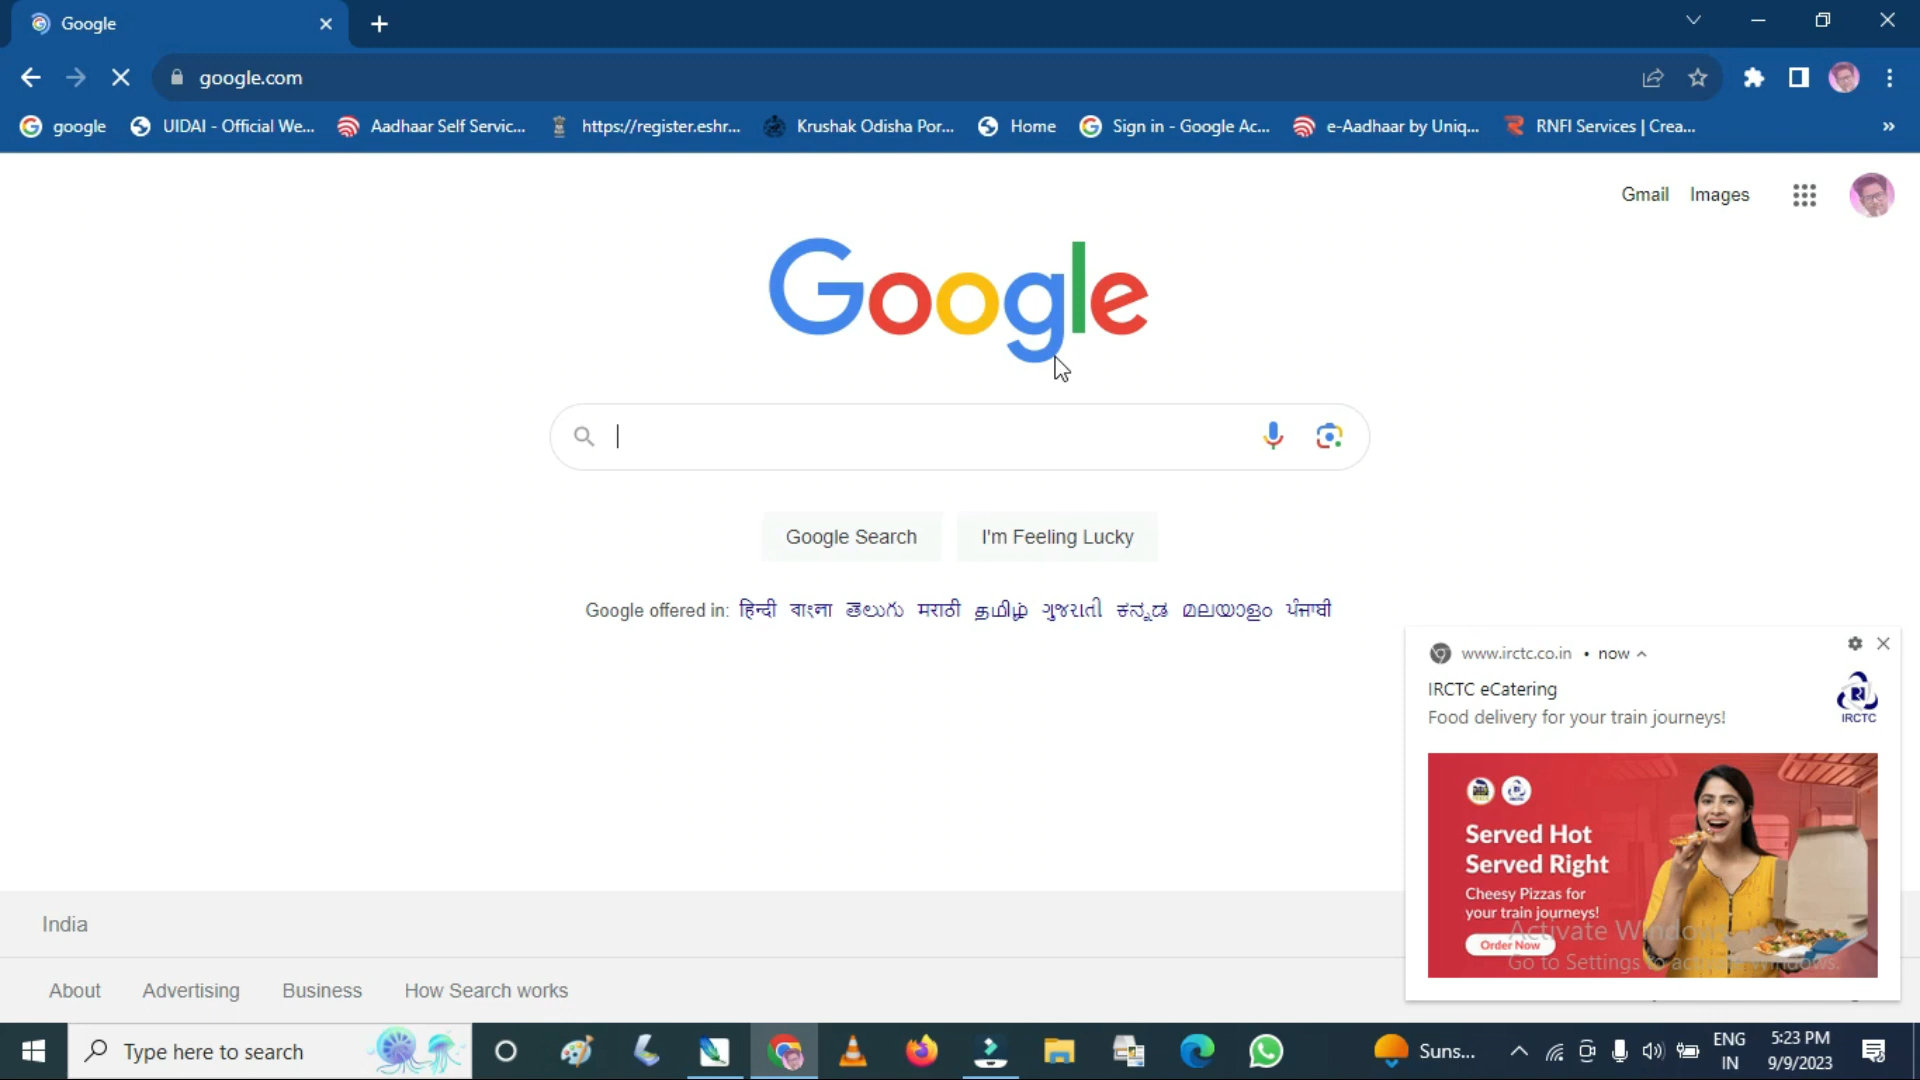 Google
google.com
google
UIDAI - Official We...
Aadhaar Self Servic...
https://register.eshr...
Krushak Odisha Por...
Home
Sign in - Google Ac...
e-Aadhaar by Uniq...
RNFI Services | Crea...
Gmail
Images
Google
Google Search
I'm Feeling Lucky
Google offered in: हिन्दी বাংলা తెలుగు मराठी தமிழ் ગુજરાતી ಕನ್ನಡ മലയാളം ਪੰਜਾਬੀ
www.irctc.co.in • now
IRCTC eCatering
Food delivery for your train journeys!
IRCTC
Served Hot
Served Right
Cheesy Pizzas for
your train journeys!
Order Now
Activate Windows
Go to Settings to activate Windows.
India
About
Advertising
Business
How Search works
Type here to search
Suns...
ENG
IN
5:23 PM
9/9/2023